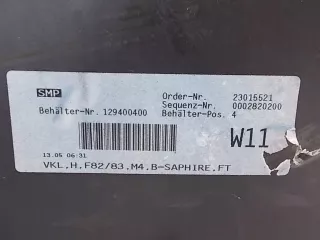 SMP
Order-Nr. 23015521
Sequenz-Nr. 0002820200
Behälter-Nr. 129400400 Behälter-Pos. 4
W11
13.05 06:31
VKL,H,F82/83,M4,B-SAPHIRE,FT